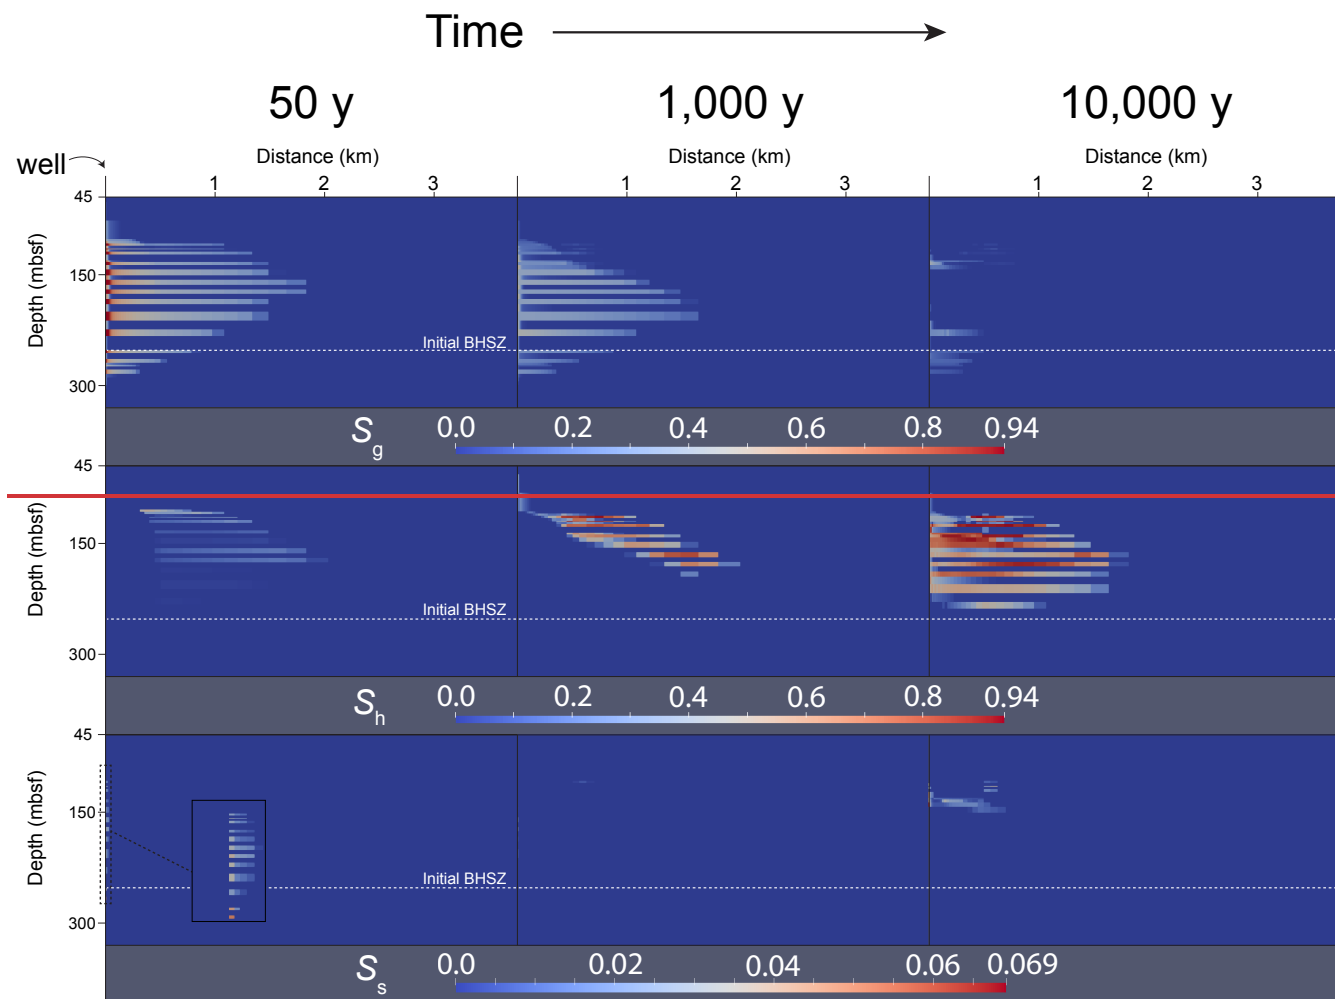 Time
50 y 1,000 y 10,000 y
well Distance (km) Distance (km) Distance (km)
1 2 3 1 2 3 1 2 3
45
150
300
Depth (mbsf)
Initial BHSZ
Sg 0.0 0.2 0.4 0.6 0.8 0.94
45
150
300
Depth (mbsf)
Initial BHSZ
Sh 0.0 0.2 0.4 0.6 0.8 0.94
45
150
300
Depth (mbsf)
Initial BHSZ
Ss 0.0 0.02 0.04 0.06 0.069